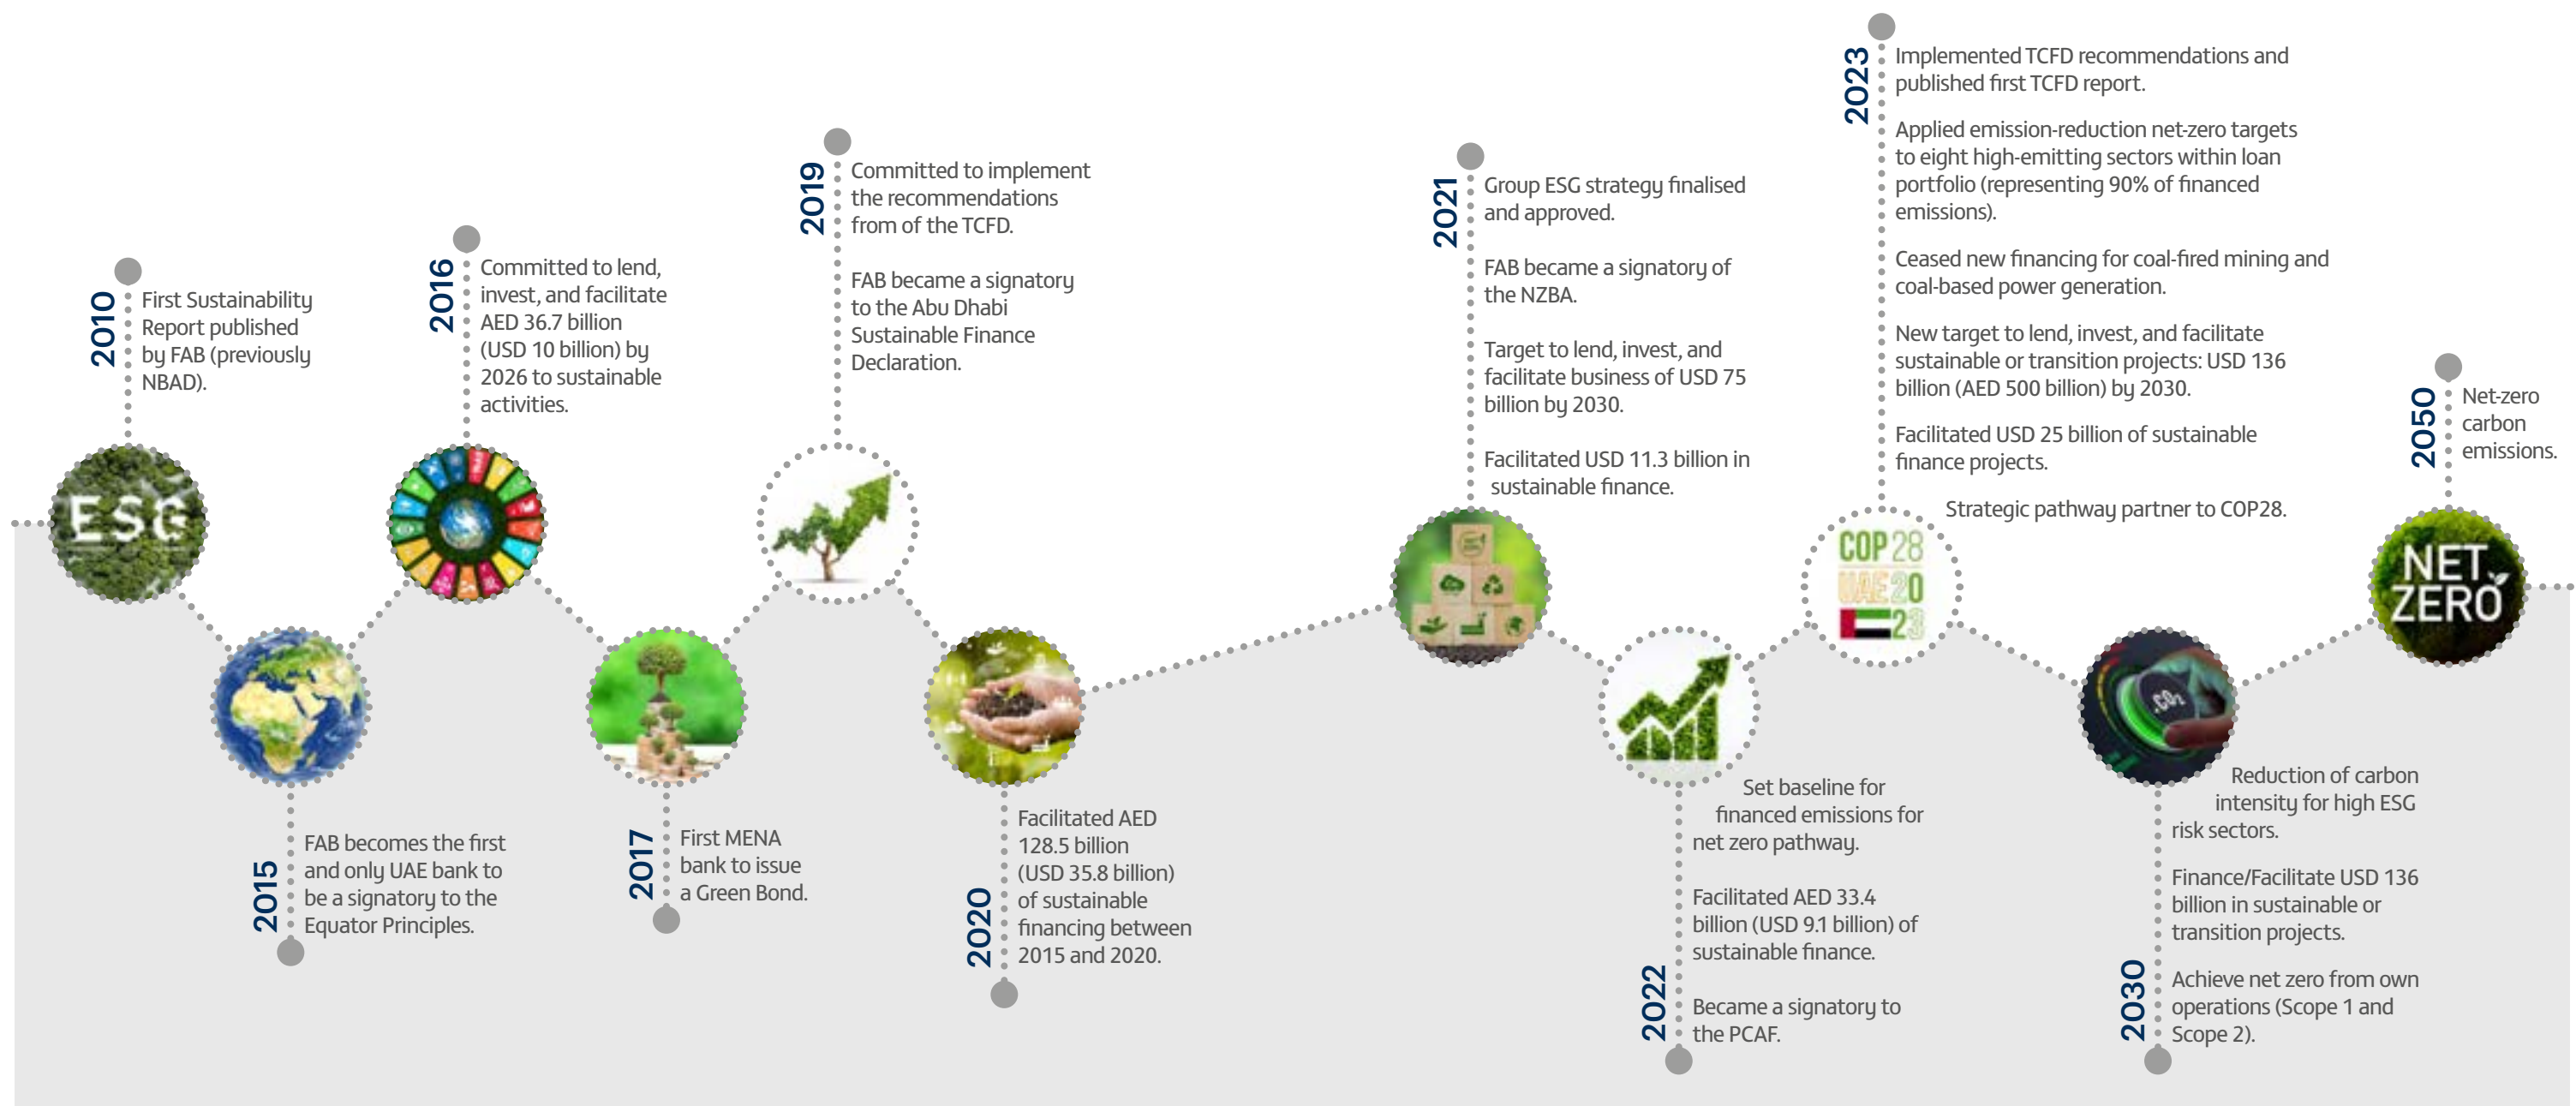 2010
First Sustainability
Report published
by FAB (previously
NBAD).
ESG
2015
FAB becomes the first
and only UAE bank to
be a signatory to the
Equator Principles.
2016
Committed to lend,
invest, and facilitate
AED 36.7 billion
(USD 10 billion) by
2026 to sustainable
activities.
2017
First MENA
bank to issue
a Green Bond.
2019
Committed to implement
the recommendations
from of the TCFD.
FAB became a signatory
to the Abu Dhabi
Sustainable Finance
Declaration.
2020
Facilitated AED
128.5 billion
(USD 35.8 billion)
of sustainable
financing between
2015 and 2020.
2021
Group ESG strategy finalised
and approved.
FAB became a signatory of
the NZBA.
Target to lend, invest, and
facilitate business of USD 75
billion by 2030.
Facilitated USD 11.3 billion in
sustainable finance.
2022
Set baseline for
financed emissions for
net zero pathway.
Facilitated AED 33.4
billion (USD 9.1 billion) of
sustainable finance.
Became a signatory to
the PCAF.
2023
Implemented TCFD recommendations and
published first TCFD report.
Applied emission-reduction net-zero targets
to eight high-emitting sectors within loan
portfolio (representing 90% of financed
emissions).
Ceased new financing for coal-fired mining and
coal-based power generation.
New target to lend, invest, and facilitate
sustainable or transition projects: USD 136
billion (AED 500 billion) by 2030.
Facilitated USD 25 billion of sustainable
finance projects.
Strategic pathway partner to COP28.
COP 28
UAE 20
23
2030
CO2
Reduction of carbon
intensity for high ESG
risk sectors.
Finance/Facilitate USD 136
billion in sustainable or
transition projects.
Achieve net zero from own
operations (Scope 1 and
Scope 2).
2050
Net-zero
carbon
emissions.
NET
ZERO